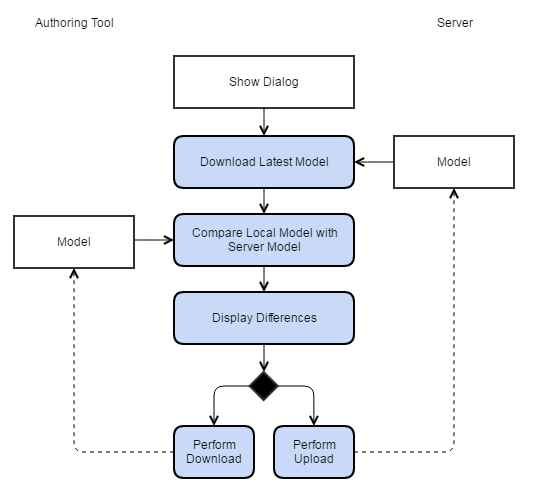 Authoring Tool
Server
Show Dialog
Download Latest Model
Model
Compare Local Model with
Server Model
Model
Display Differences
Perform
Download
Perform
Upload